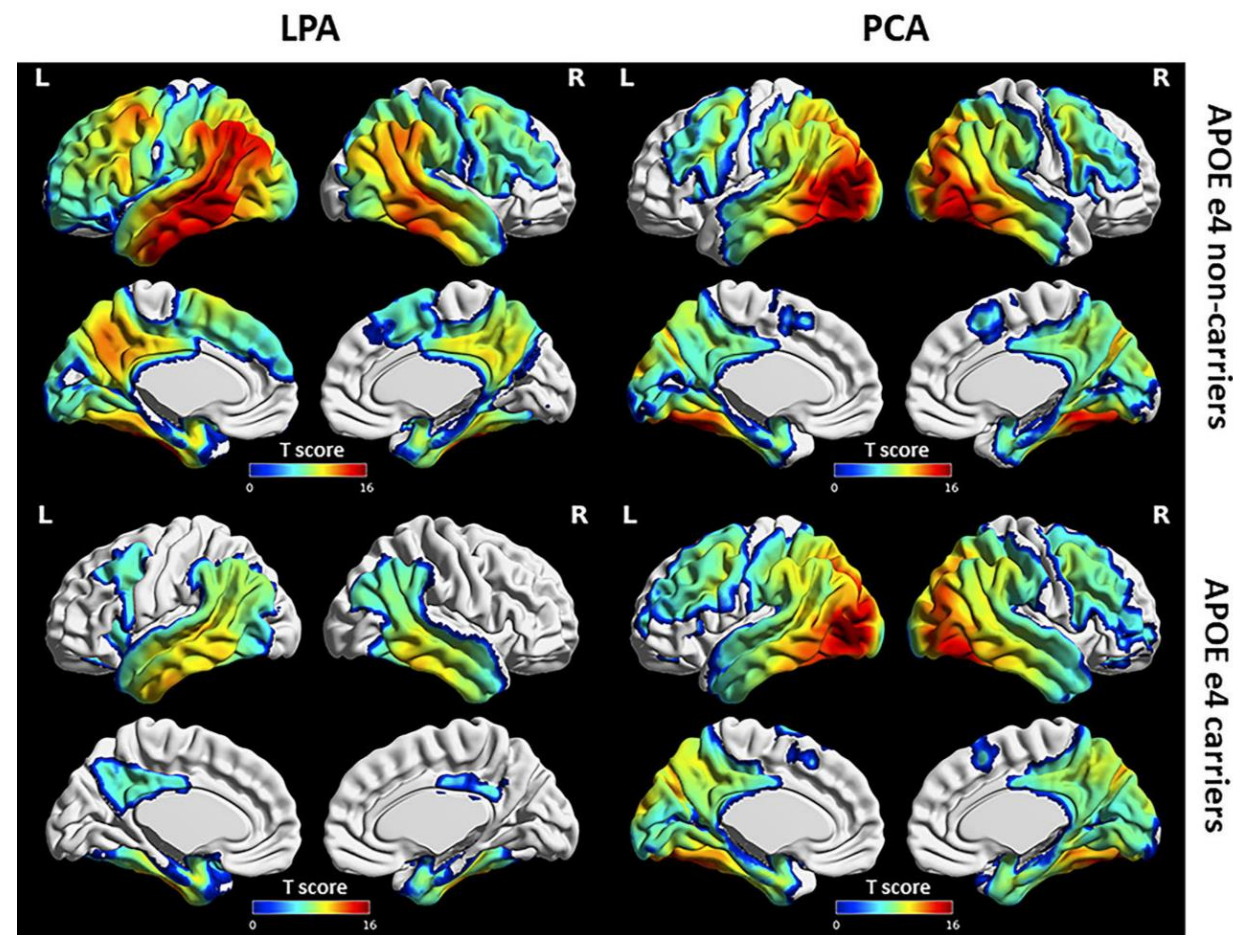 LPA PCA
L R L R
APOE e4 non-carriers
T score T score
0 16 0 16
L R L R
APOE e4 carriers
T score T score
0 16 0 16